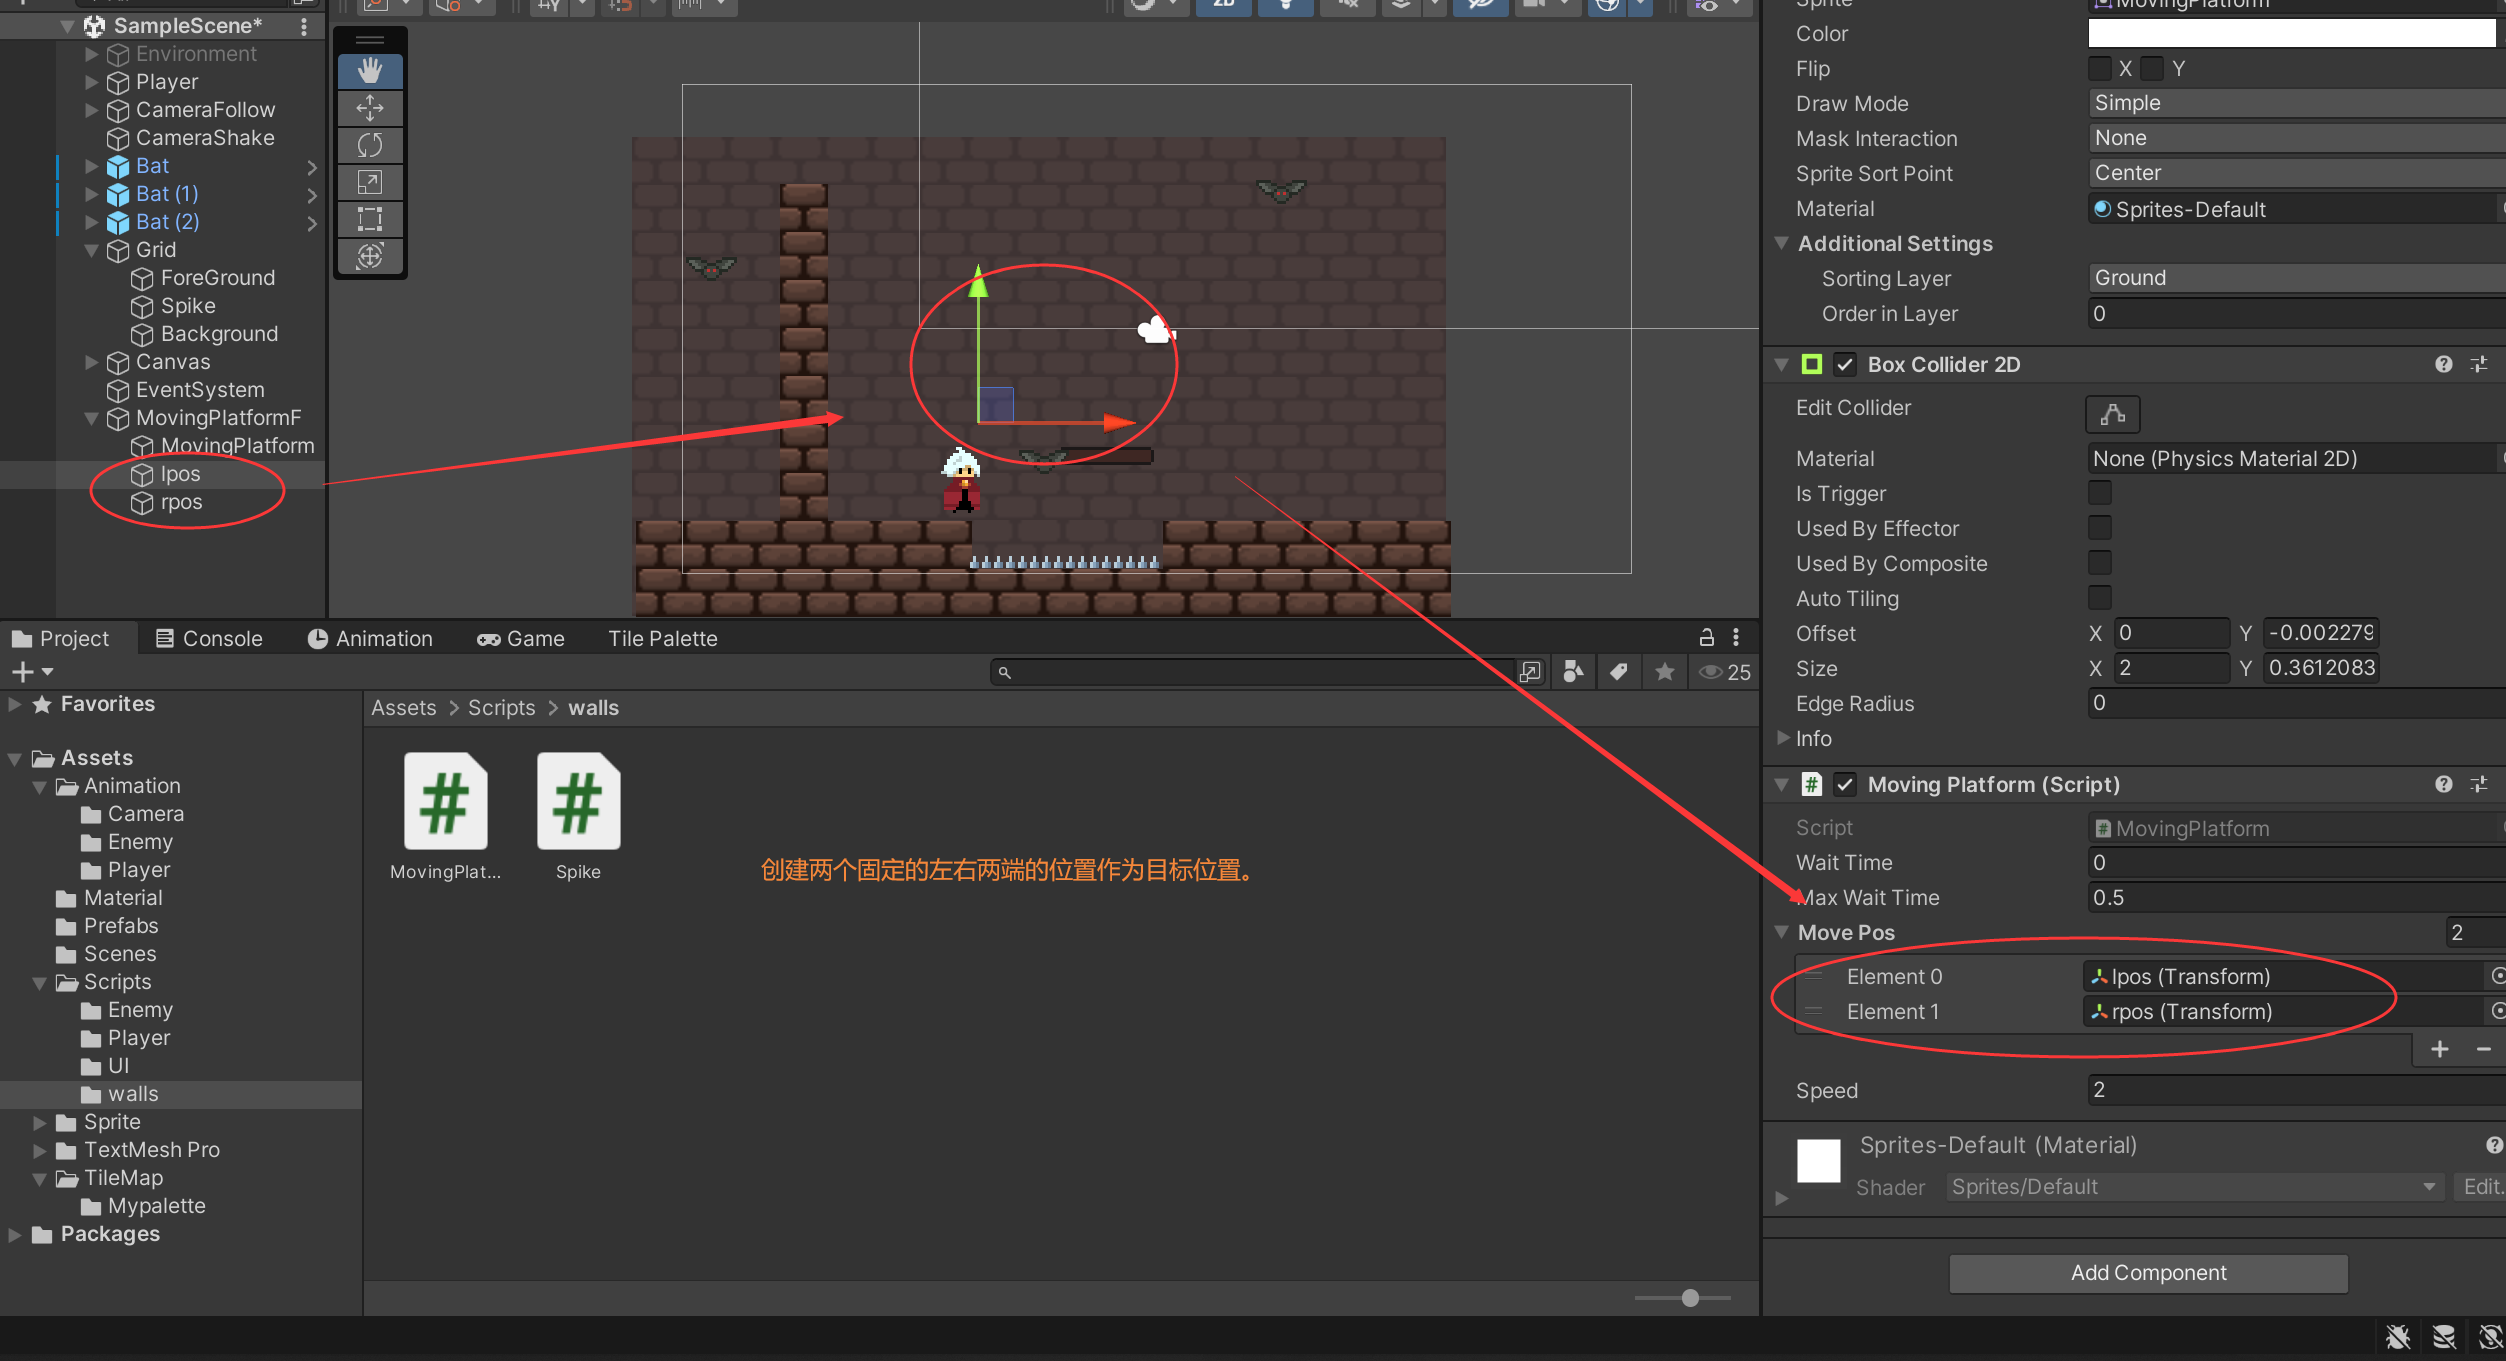 SampleScene*
Environment
Player
CameraFollow
CameraShake
Bat
Bat (1)
Bat (2)
Grid
ForeGround
Spike
Background
Canvas
EventSystem
MovingPlatformF
MovingPlatform
lpos
rpos
2D
Sprite
MovingPlatform
Color
Flip
X
Y
Draw Mode
Simple
Mask Interaction
None
Sprite Sort Point
Center
Material
Sprites-Default
Additional Settings
Sorting Layer
Ground
Order in Layer
0
Box Collider 2D
Edit Collider
Material
None (Physics Material 2D)
Is Trigger
Used By Effector
Used By Composite
Auto Tiling
Offset
X 0 Y -0.002279
Size
X 2 Y 0.3612083
Edge Radius
0
Info
Moving Platform (Script)
Script
MovingPlatform
Wait Time
0
Max Wait Time
0.5
Move Pos
2
Element 0
lpos (Transform)
Element 1
rpos (Transform)
Speed
2
Sprites-Default (Material)
Shader
Sprites/Default
Edit.
Add Component
Project
Console
Animation
Game
Tile Palette
25
Favorites
Assets
Animation
Camera
Enemy
Player
Material
Prefabs
Scenes
Scripts
Enemy
Player
UI
walls
Sprite
TextMesh Pro
TileMap
Mypalette
Packages
Assets > Scripts > walls
MovingPlat...
Spike
创建两个固定的左右两端的位置作为目标位置。